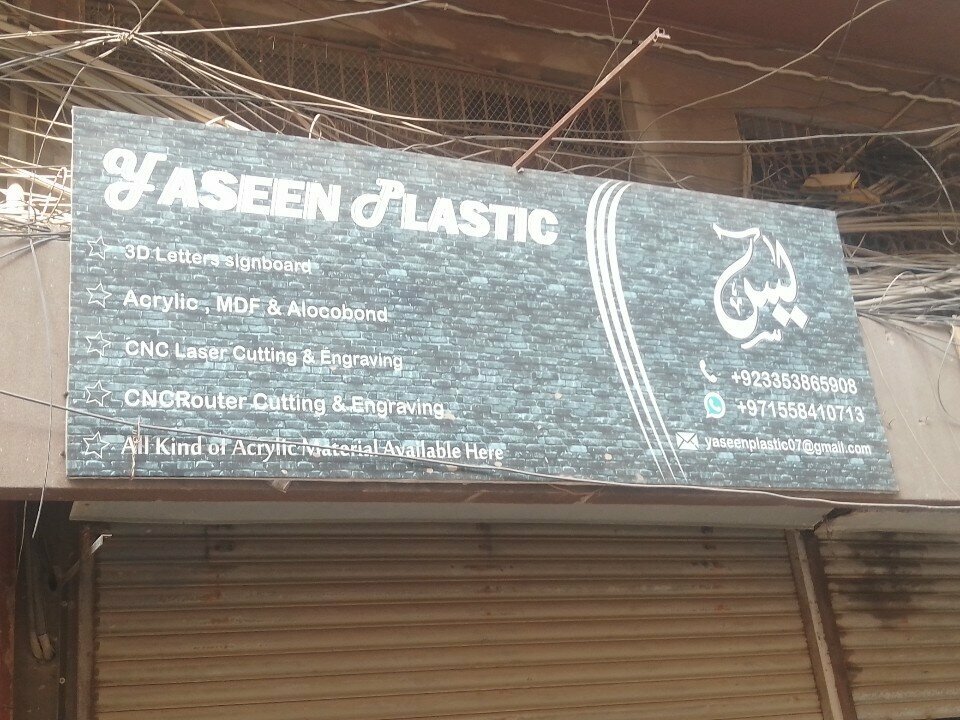 YASEEN PLASTIC
3D Letters signboard
Acrylic , MDF & Alocobond
CNC Laser Cutting & Engraving
CNCRouter Cutting & Engraving
All Kind of Acrylic Material Available Here
يٰسٓ
+923353865908
+971558410713
yaseenplastic07@gmail.com